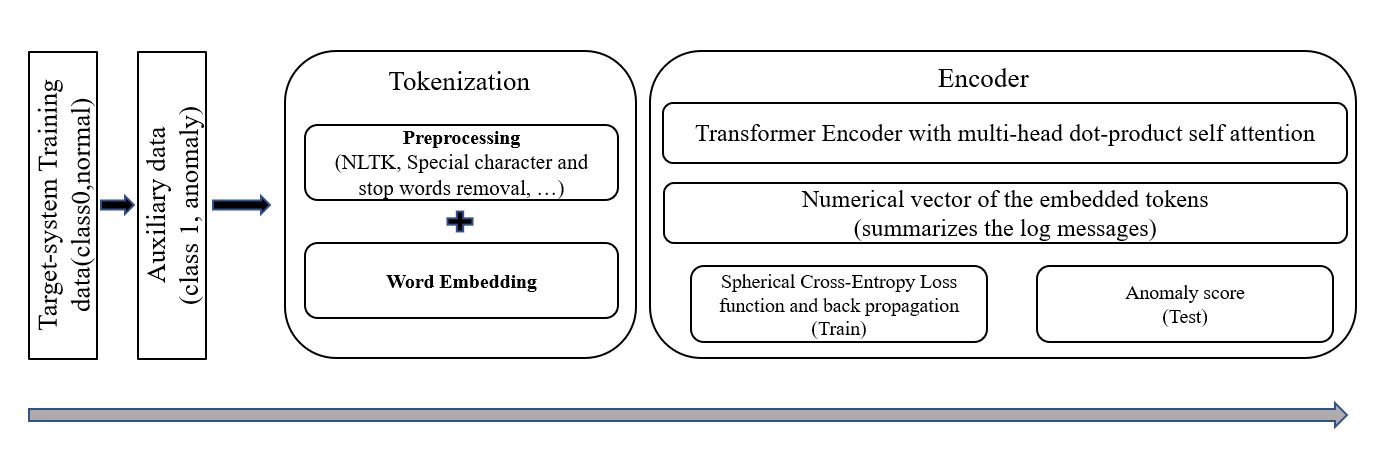 Target-system Training
data(class0,normal)
Auxiliary data
(class 1, anomaly)
Tokenization
Preprocessing
(NLTK, Special character and
stop words removal, …)
Word Embedding
Encoder
Transformer Encoder with multi-head dot-product self attention
Numerical vector of the embedded tokens
(summarizes the log messages)
Spherical Cross-Entropy Loss
function and back propagation
(Train)
Anomaly score
(Test)